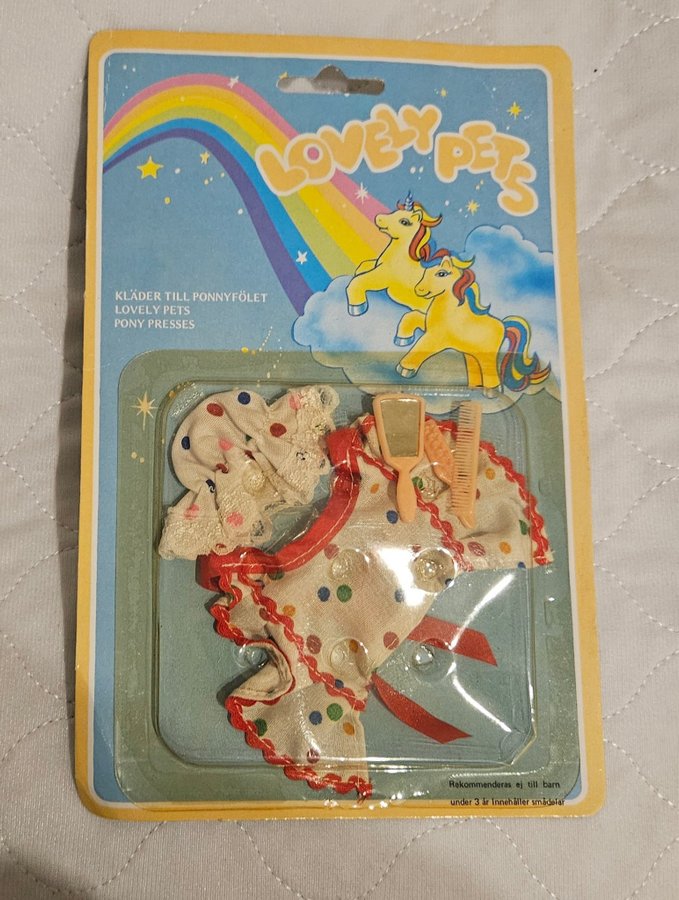 LOVELY PETS
KLÄDER TILL PONNYFÖLET
LOVELY PETS
PONY PRESSES
Rekommenderas ej till barn
under 3 år Innehåller smådelar